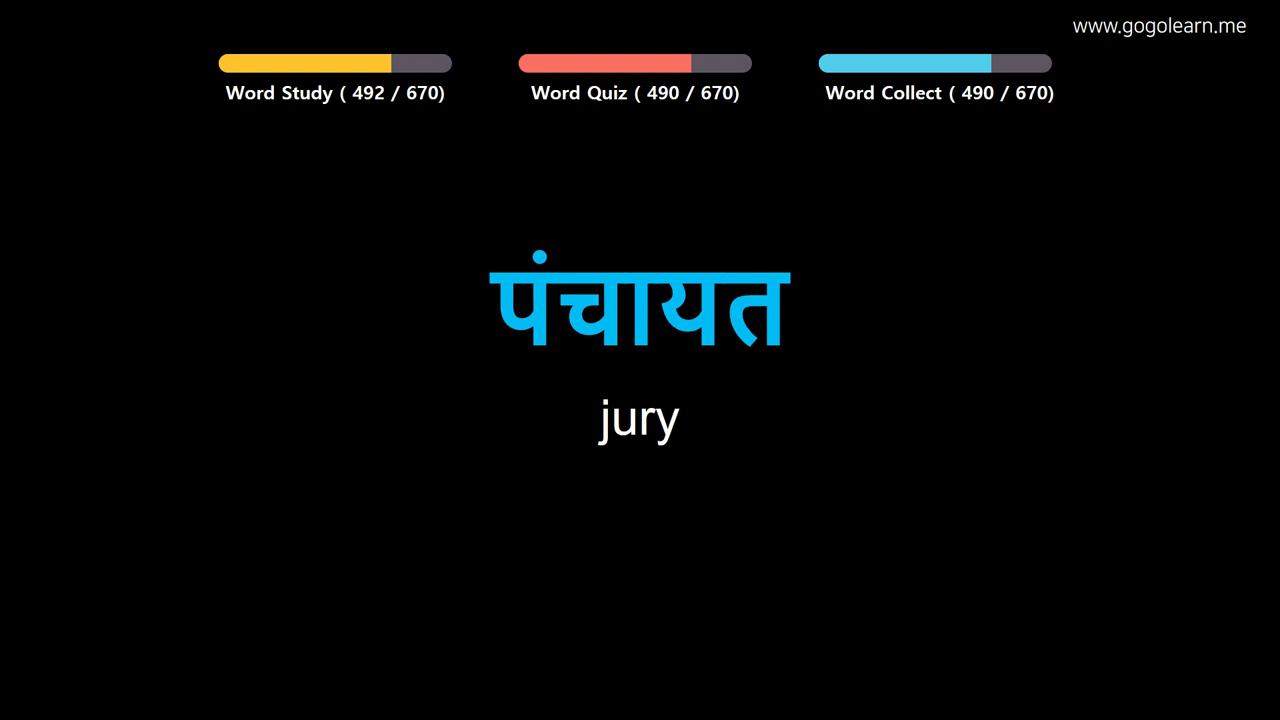 www.gogolearn.me
Word Study ( 492 / 670)
Word Quiz ( 490 / 670)
Word Collect ( 490 / 670)
पंचायत
jury